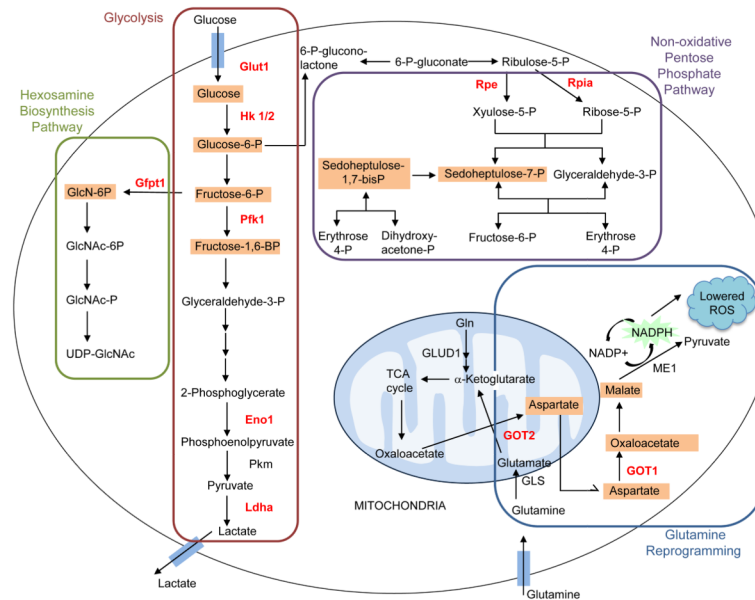 Glycolysis
Glucose
Glut1
Glucose
Hk 1/2
Glucose-6-P
Fructose-6-P
Pfk1
Fructose-1,6-BP
Glyceraldehyde-3-P
2-Phosphoglycerate
Eno1
Phosphoenolpyruvate
Pkm
Pyruvate
Ldha
Lactate
Lactate
Hexosamine
Biosynthesis
Pathway
Gfpt1
GlcN-6P
GlcNAc-6P
GlcNAc-P
UDP-GlcNAc
6-P-glucono-
lactone
6-P-gluconate
Ribulose-5-P
Non-oxidative
Pentose
Phosphate
Pathway
Rpe
Rpia
Xyulose-5-P
Ribose-5-P
Sedoheptulose-
1,7-bisP
Sedoheptulose-7-P
Glyceraldehyde-3-P
Erythrose
4-P
Dihydroxy-
acetone-P
Fructose-6-P
Erythrose
4-P
Gln
GLUD1
TCA
cycle
α-Ketoglutarate
Aspartate
GOT2
Oxaloacetate
Glutamate
GLS
MITOCHONDRIA
Glutamine
Glutamine
Lowered
ROS
NADPH
NADP+
Pyruvate
ME1
Malate
Oxaloacetate
GOT1
Aspartate
Glutamine
Reprogramming